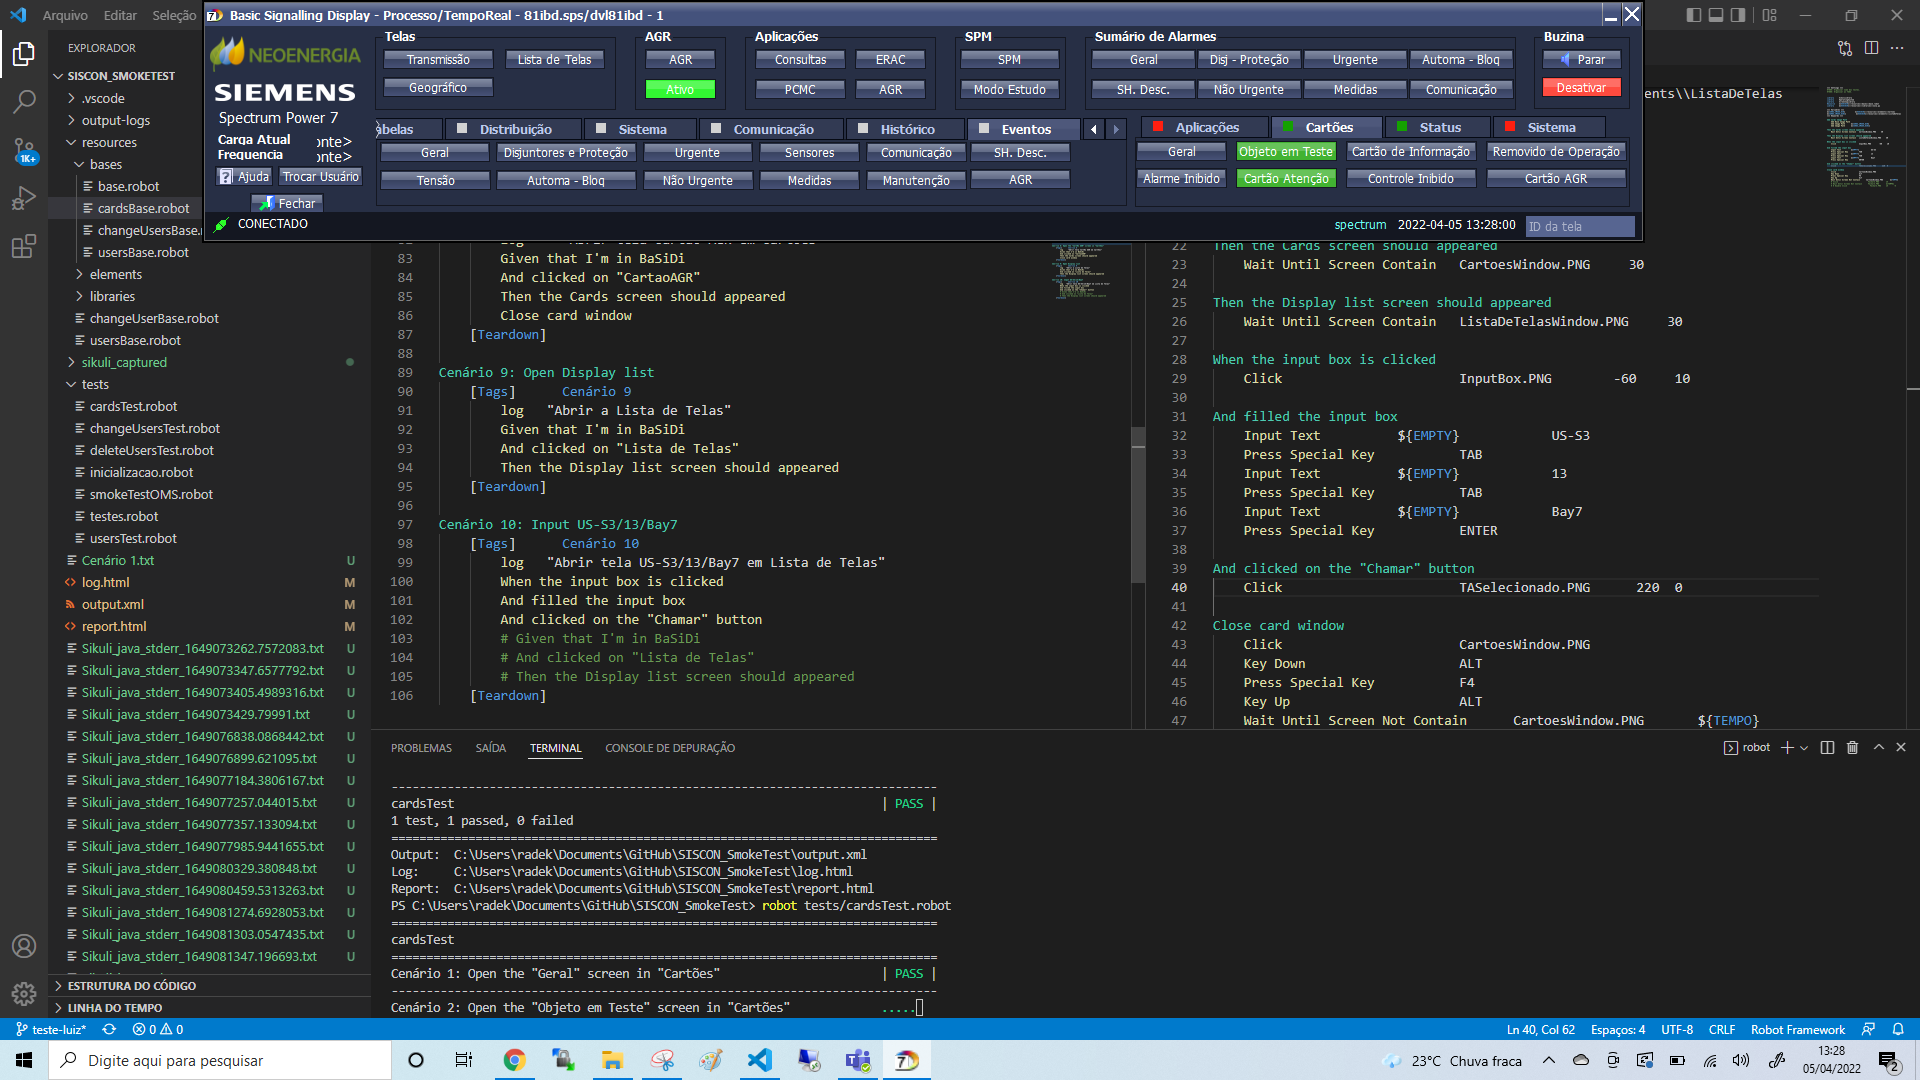 Arquivo
Editar
Seleção
Basic Signalling Display - Processo/TempoReal - 81ibd.sps/dvl81ibd - 1
NEOENERGIA
SIEMENS
Spectrum Power 7
Carga Atual onte>
Frequencia onte>
Ajuda
Trocar Usuário
Fechar
CONECTADO
Telas
Transmissão
Lista de Telas
Geográfico
AGR
AGR
Ativo
Aplicações
Consultas
ERAC
PCMC
AGR
SPM
SPM
Modo Estudo
Sumário de Alarmes
Geral
Disj - Proteção
Urgente
Automa - Bloq
SH. Desc.
Não Urgente
Medidas
Comunicação
Buzina
Parar
Desativar
abelas
Distribuição
Sistema
Comunicação
Histórico
Eventos
Geral
Disjuntores e Proteção
Urgente
Sensores
Comunicação
SH. Desc.
Tensão
Automa - Bloq
Não Urgente
Medidas
Manutenção
AGR
Aplicações
Cartões
Status
Sistema
Geral
Objeto em Teste
Cartão de Informação
Removido de Operação
Alarme Inibido
Cartão Atenção
Controle Inibido
Cartão AGR
spectrum 2022-04-05 13:28:00
ID da tela
EXPLORADOR
SISCON_SMOKETEST
.vscode
output-logs
resources
bases
base.robot
cardsBase.robot
changeUsersBase.
usersBase.robot
elements
libraries
changeUserBase.robot
usersBase.robot
sikuli_captured
tests
cardsTest.robot
changeUsersTest.robot
deleteUsersTest.robot
inicializacao.robot
smokeTestOMS.robot
testes.robot
usersTest.robot
Cenário 1.txt U
log.html M
output.xml M
report.html M
Sikuli_java_stderr_1649073262.7572083.txt U
Sikuli_java_stderr_1649073347.6577792.txt U
Sikuli_java_stderr_1649073405.4989316.txt U
Sikuli_java_stderr_1649073429.79991.txt U
Sikuli_java_stderr_1649076838.0868442.txt U
Sikuli_java_stderr_1649076899.621095.txt U
Sikuli_java_stderr_1649077184.3806167.txt U
Sikuli_java_stderr_1649077257.044015.txt U
Sikuli_java_stderr_1649077357.133094.txt U
Sikuli_java_stderr_1649077985.9441655.txt U
Sikuli_java_stderr_1649080329.380848.txt U
Sikuli_java_stderr_1649080459.5313263.txt U
Sikuli_java_stderr_1649081274.6928053.txt U
Sikuli_java_stderr_1649081303.0547435.txt U
Sikuli_java_stderr_1649081347.196693.txt U
ESTRUTURA DO CÓDIGO
LINHA DO TEMPO
1K+
83 Given that I'm in BaSiDi
84 And clicked on "CartaoAGR"
85 Then the Cards screen should appeared
86 Close card window
87 [Teardown]
88
89 Cenário 9: Open Display list
90 [Tags] Cenário 9
91 log "Abrir a Lista de Telas"
92 Given that I'm in BaSiDi
93 And clicked on "Lista de Telas"
94 Then the Display list screen should appeared
95 [Teardown]
96
97 Cenário 10: Input US-S3/13/Bay7
98 [Tags] Cenário 10
99 log "Abrir tela US-S3/13/Bay7 em Lista de Telas"
100 When the input box is clicked
101 And filled the input box
102 And clicked on the "Chamar" button
103 # Given that I'm in BaSiDi
104 # And clicked on "Lista de Telas"
105 # Then the Display list screen should appeared
106 [Teardown]
ents\\ListaDeTelas
22 Then the Cards screen should appeared
23 Wait Until Screen Contain CartoesWindow.PNG 30
24
25 Then the Display list screen should appeared
26 Wait Until Screen Contain ListaDeTelasWindow.PNG 30
27
28 When the input box is clicked
29 Click InputBox.PNG -60 10
30
31 And filled the input box
32 Input Text ${EMPTY} US-S3
33 Press Special Key TAB
34 Input Text ${EMPTY} 13
35 Press Special Key TAB
36 Input Text ${EMPTY} Bay7
37 Press Special Key ENTER
38
39 And clicked on the "Chamar" button
40 Click TASelecionado.PNG 220 0
41
42 Close card window
43 Click CartoesWindow.PNG
44 Key Down ALT
45 Press Special Key F4
46 Key Up ALT
47 Wait Until Screen Not Contain CartoesWindow.PNG ${TEMPO}
PROBLEMAS
SAÍDA
TERMINAL
CONSOLE DE DEPURAÇÃO
robot
------------------------------------------------------------------------------
cardsTest | PASS |
1 test, 1 passed, 0 failed
==============================================================================
Output: C:\Users\radek\Documents\GitHub\SISCON_SmokeTest\output.xml
Log: C:\Users\radek\Documents\GitHub\SISCON_SmokeTest\log.html
Report: C:\Users\radek\Documents\GitHub\SISCON_SmokeTest\report.html
PS C:\Users\radek\Documents\GitHub\SISCON_SmokeTest> robot tests/cardsTest.robot
==============================================================================
cardsTest
==============================================================================
Cenário 1: Open the "Geral" screen in "Cartões" | PASS |
------------------------------------------------------------------------------
Cenário 2: Open the "Objeto em Teste" screen in "Cartões" .....
teste-luiz*
0
0
Ln 40, Col 62
Espaços: 4
UTF-8
CRLF
Robot Framework
Digite aqui para pesquisar
23°C Chuva fraca
13:28
05/04/2022
2